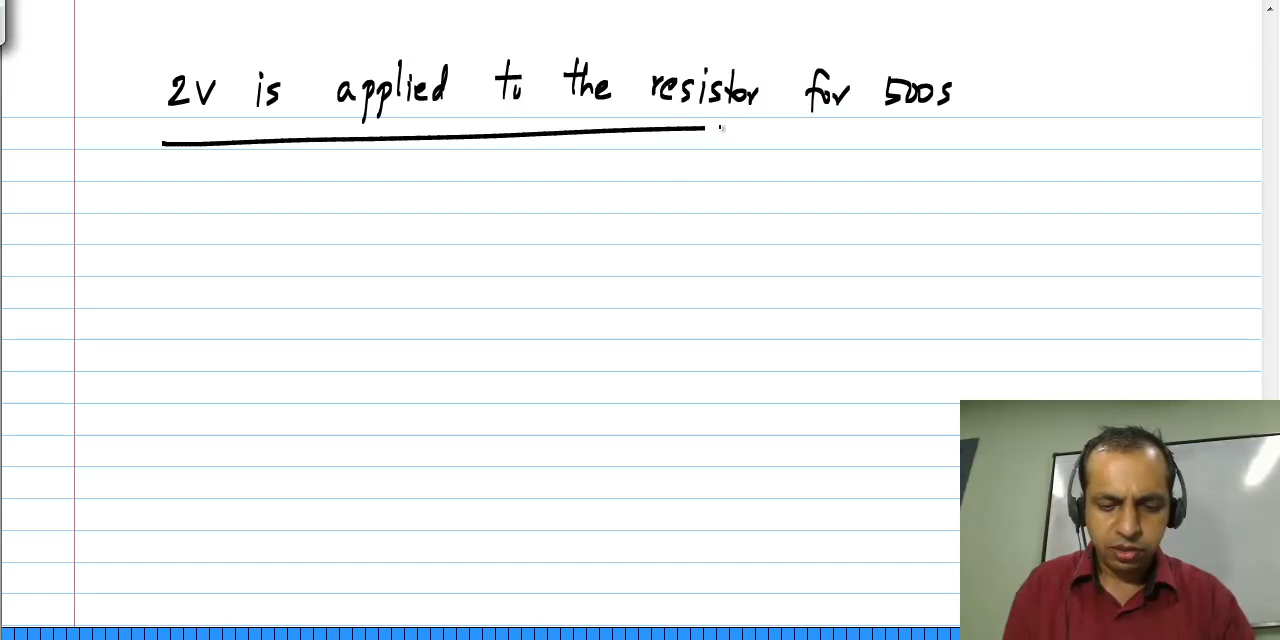 2V is applied to the resistor for 500s